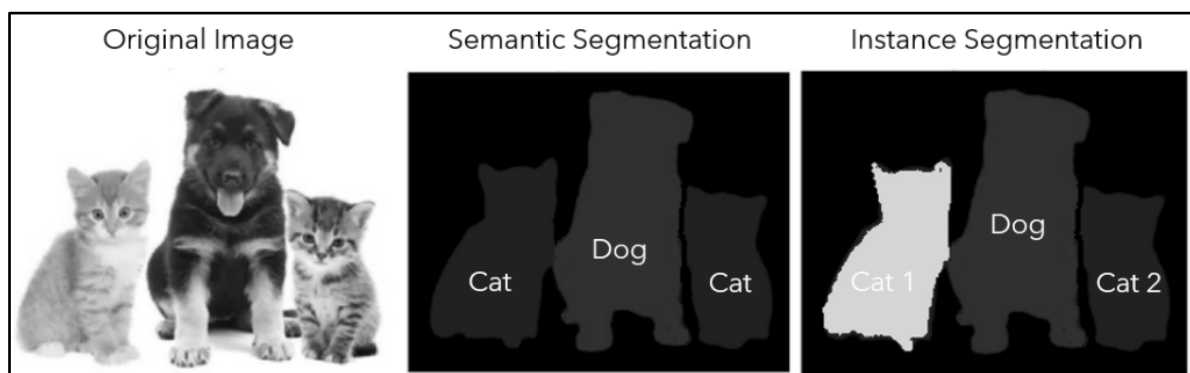 Original Image
Semantic Segmentation
Instance Segmentation
Cat
Dog
Cat
Cat 1
Dog
Cat 2